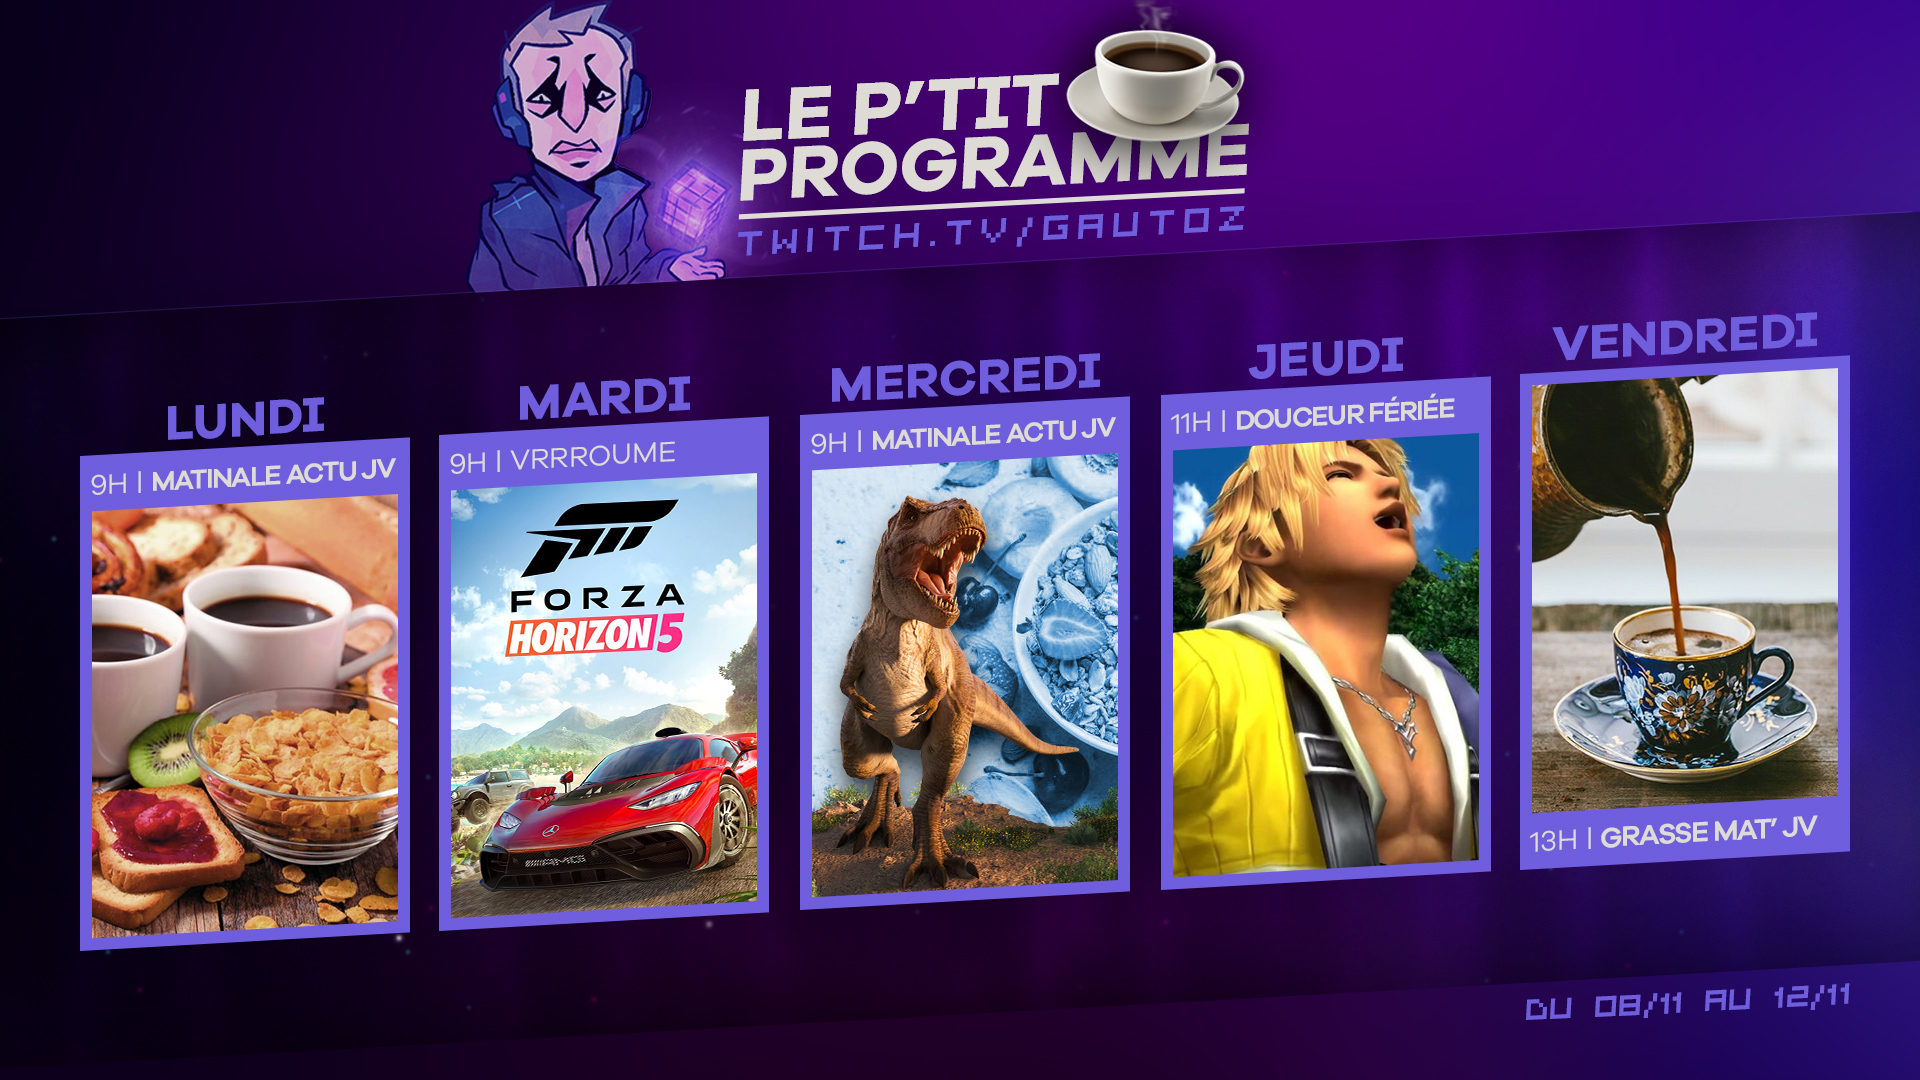 LE P'TIT
PROGRAMME
TWITCH.TV/GAUTOZ
LUNDI
9H | MATINALE ACTU JV
MARDI
9H | VRRROUME
FORZA
HORIZON 5
AMG
MERCREDI
9H | MATINALE ACTU JV
JEUDI
11H | DOUCEUR FÉRIÉE
VENDREDI
13H | GRASSE MAT' JV
DU 08/11 AU 12/11